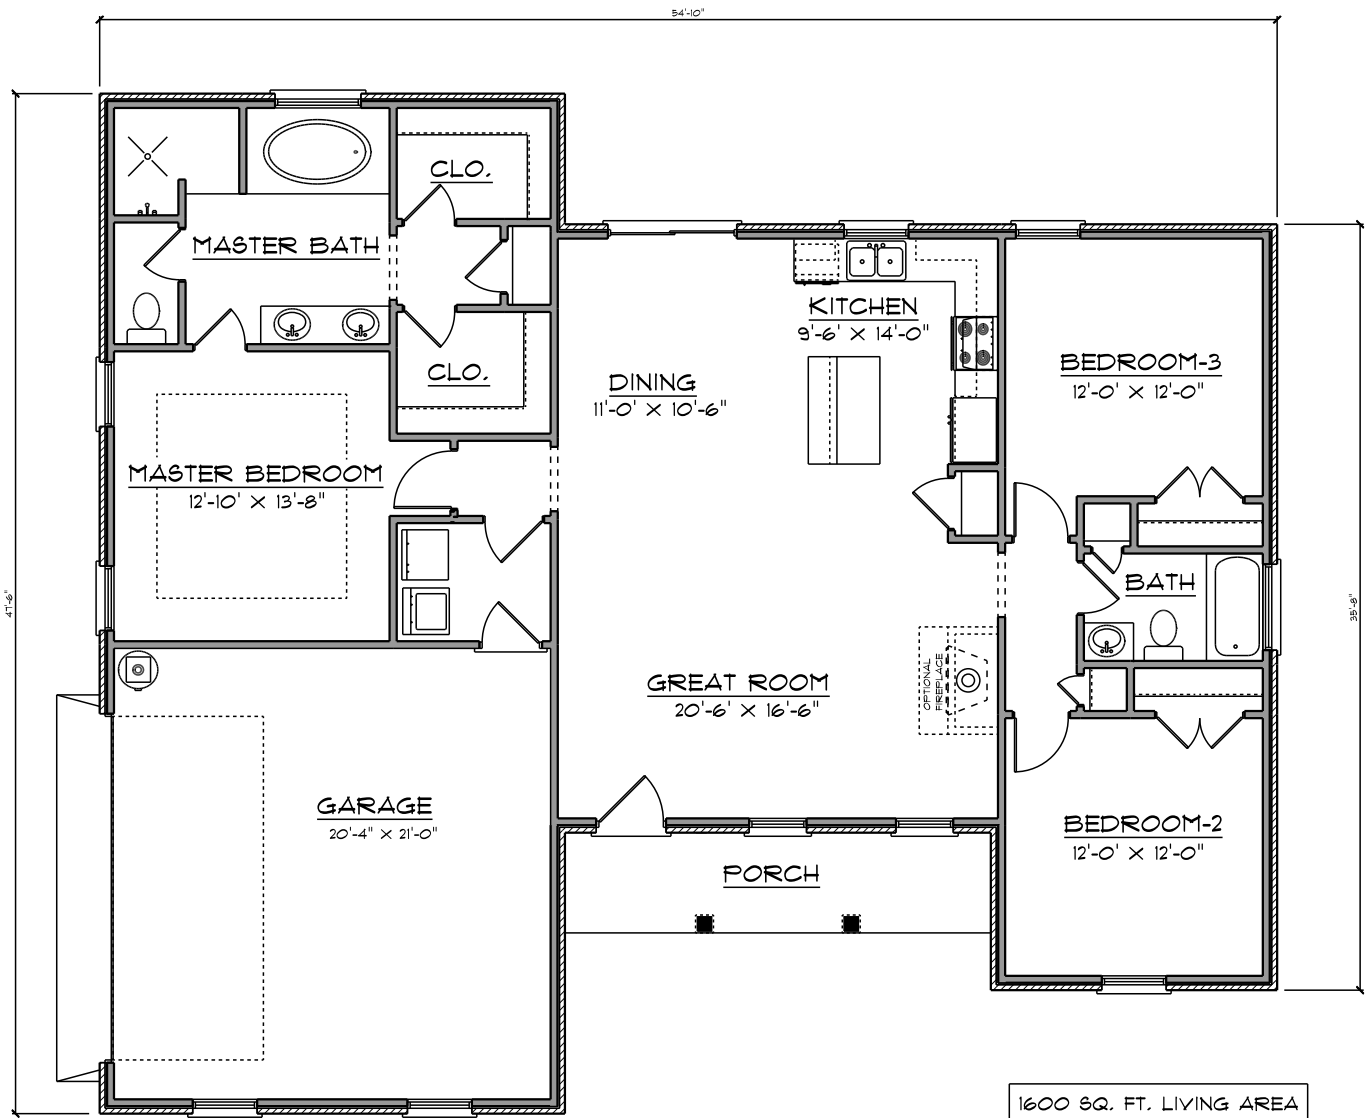 54'-10"
CLO.
MASTER BATH
KITCHEN
9'-6' X 14'-0"
BEDROOM-3
12'-0' X 12'-0"
DINING
11'-0' X 10'-6"
CLO.
MASTER BEDROOM
12'-10' X 13'-8"
BATH
47'-6"
35'-8"
GREAT ROOM
20'-6' X 16'-6"
OPTIONAL
FIREPLACE
GARAGE
20'-4" X 21'-0"
BEDROOM-2
12'-0' X 12'-0"
PORCH
1600 SQ. FT. LIVING AREA